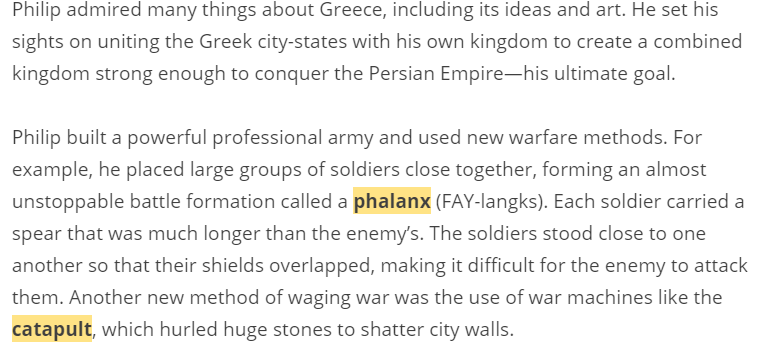 Philip admired many things about Greece, including its ideas and art. He set his
sights on uniting the Greek city-states with his own kingdom to create a combined
kingdom strong enough to conquer the Persian Empire—his ultimate goal.
Philip built a powerful professional army and used new warfare methods. For
example, he placed large groups of soldiers close together, forming an almost
unstoppable battle formation called a phalanx (FAY-langks). Each soldier carried a
spear that was much longer than the enemy’s. The soldiers stood close to one
another so that their shields overlapped, making it difficult for the enemy to attack
them. Another new method of waging war was the use of war machines like the
catapult, which hurled huge stones to shatter city walls.